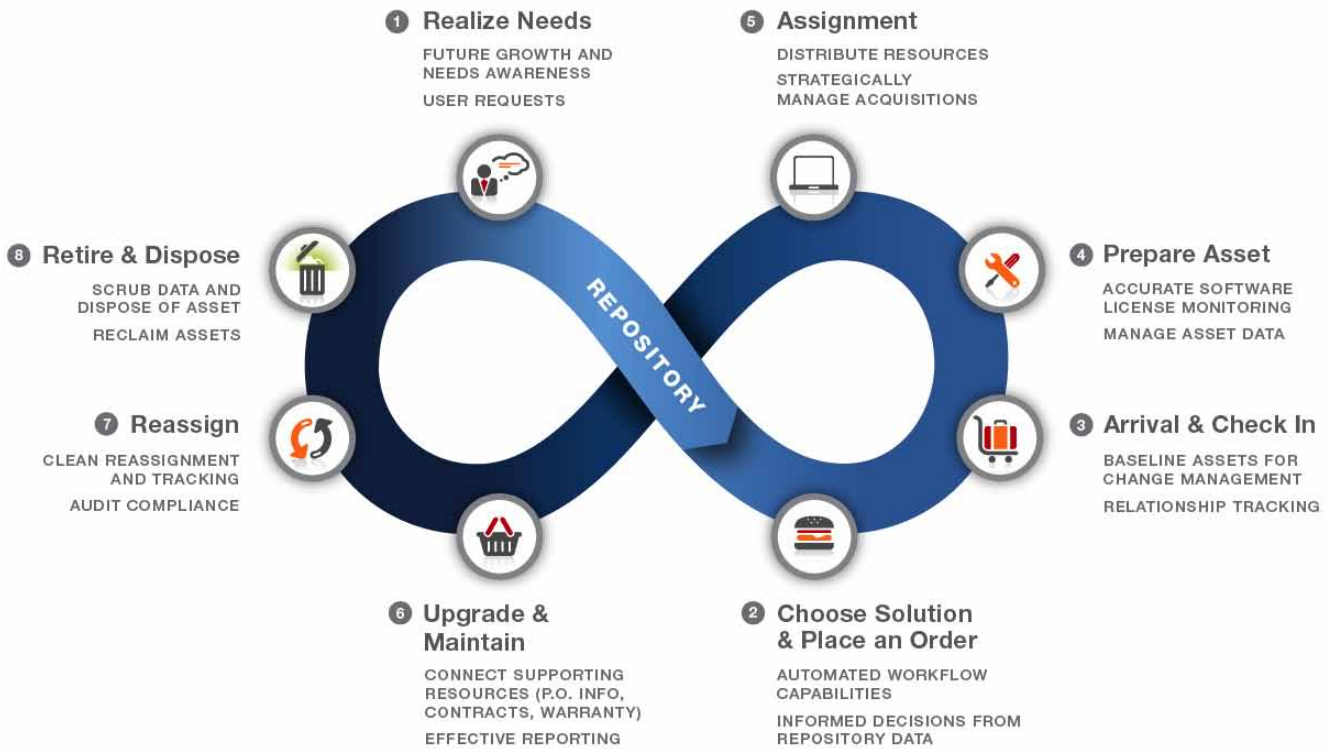 1 Realize Needs
FUTURE GROWTH AND
NEEDS AWARENESS
USER REQUESTS
5 Assignment
DISTRIBUTE RESOURCES
STRATEGICALLY
MANAGE ACQUISITIONS
8 Retire & Dispose
SCRUB DATA AND
DISPOSE OF ASSET
RECLAIM ASSETS
REPOSITORY
4 Prepare Asset
ACCURATE SOFTWARE
LICENSE MONITORING
MANAGE ASSET DATA
7 Reassign
CLEAN REASSIGNMENT
AND TRACKING
AUDIT COMPLIANCE
3 Arrival & Check In
BASELINE ASSETS FOR
CHANGE MANAGEMENT
RELATIONSHIP TRACKING
6 Upgrade &
Maintain
CONNECT SUPPORTING
RESOURCES (P.O. INFO,
CONTRACTS, WARRANTY)
EFFECTIVE REPORTING
2 Choose Solution
& Place an Order
AUTOMATED WORKFLOW
CAPABILITIES
INFORMED DECISIONS FROM
REPOSITORY DATA